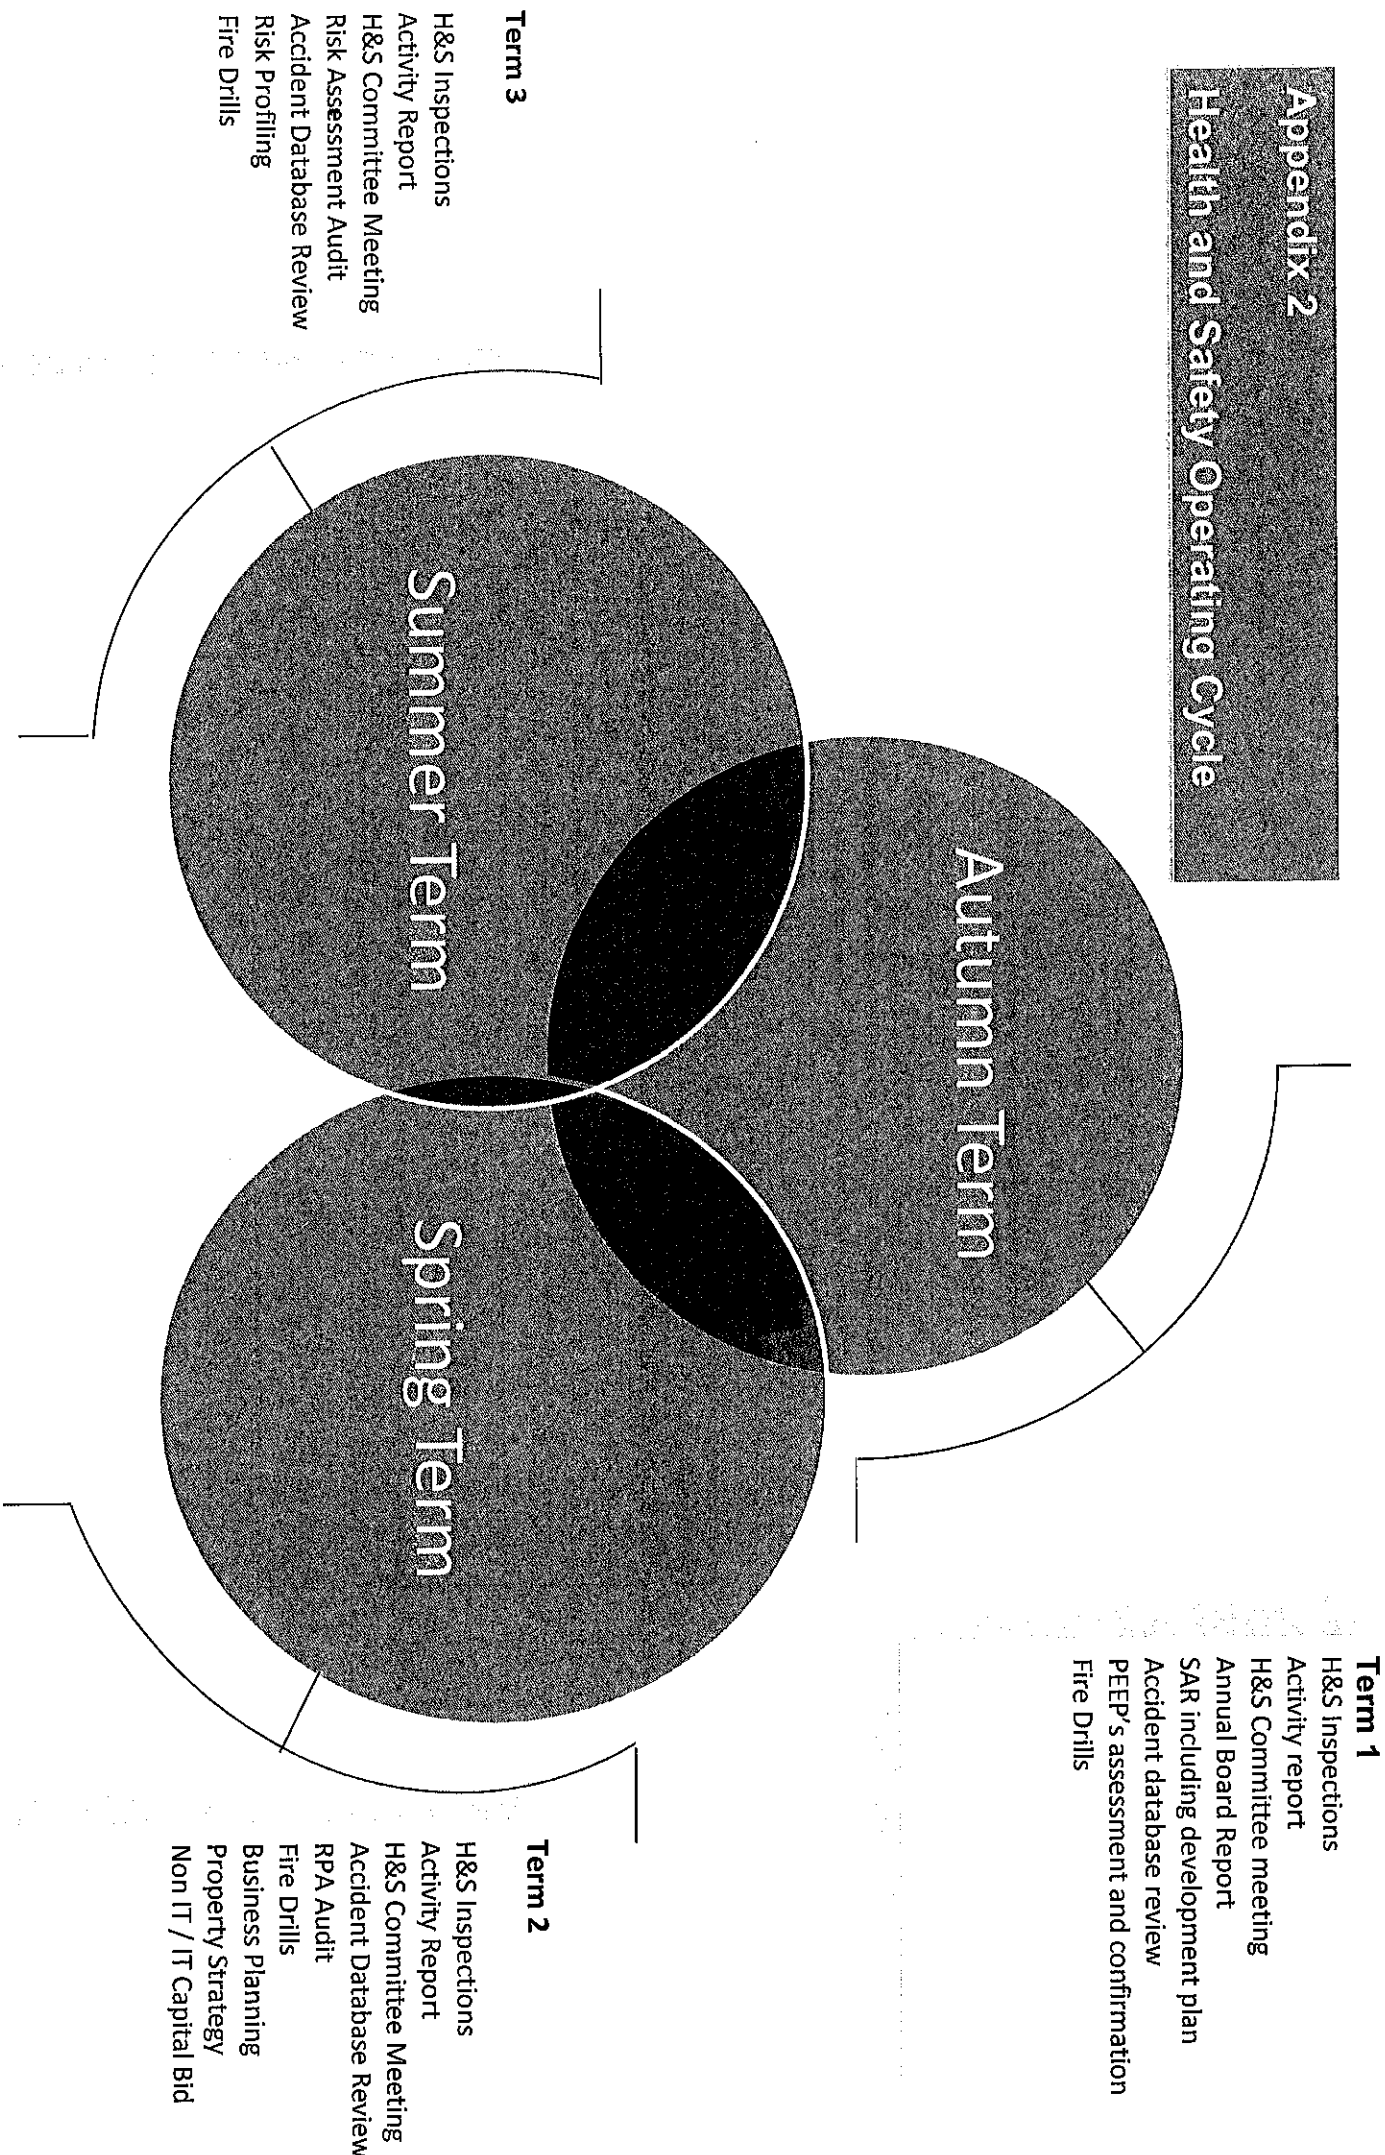 Appendix 2
Health and Safety Operating Cycle
Autumn Term
Summer Term
Spring Term
Term 1
H&S Inspections
Activity report
H&S Committee meeting
Annual Board Report
SAR including development plan
Accident database review
PEEP's assessment and confirmation
Fire Drills
Term 2
H&S Inspections
Activity Report
H&S Committee Meeting
Accident Database Review
RPA Audit
Fire Drills
Business Planning
Property Strategy
Non IT / IT Capital Bid
Term 3
H&S Inspections
Activity Report
H&S Committee Meeting
Risk Assessment Audit
Accident Database Review
Risk Profiling
Fire Drills